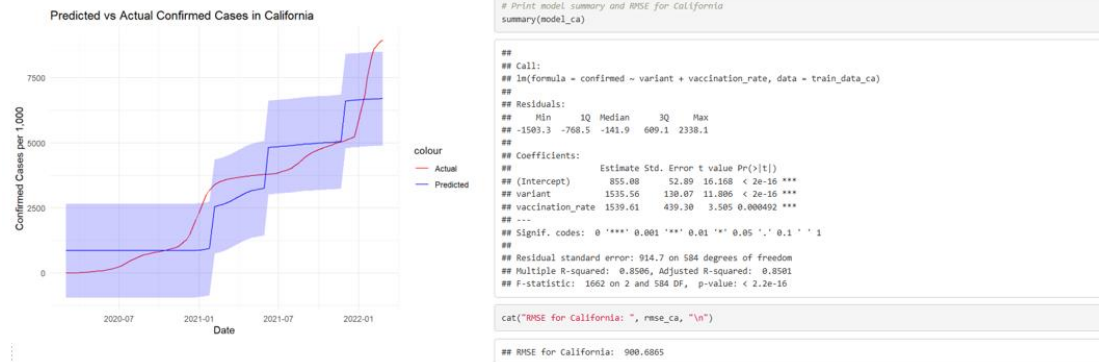 Predicted vs Actual Confirmed Cases in California
Confirmed Cases per 1,000
7500
5000
2500
0
2020-07
2021-01
2021-07
2022-01
Date
colour
Actual
Predicted
# Print model summary and RMSE for California
summary(model_ca)
##
## Call:
## lm(formula = confirmed ~ variant + vaccination_rate, data = train_data_ca)
##
## Residuals:
##     Min      1Q  Median      3Q     Max
## -1503.3  -768.5  -141.9   609.1  2338.1
##
## Coefficients:
##                  Estimate Std. Error t value Pr(>|t|)
## (Intercept)        855.08      52.89  16.168  < 2e-16 ***
## variant           1535.56     130.07  11.806  < 2e-16 ***
## vaccination_rate  1539.61     439.30   3.505 0.000492 ***
## ---
## Signif. codes:  0 '***' 0.001 '**' 0.01 '*' 0.05 '.' 0.1 ' ' 1
##
## Residual standard error: 914.7 on 584 degrees of freedom
## Multiple R-squared:  0.8506, Adjusted R-squared:  0.8501
## F-statistic:  1662 on 2 and 584 DF,  p-value: < 2.2e-16
cat("RMSE for California: ", rmse_ca, "\n")
## RMSE for California:  900.6865